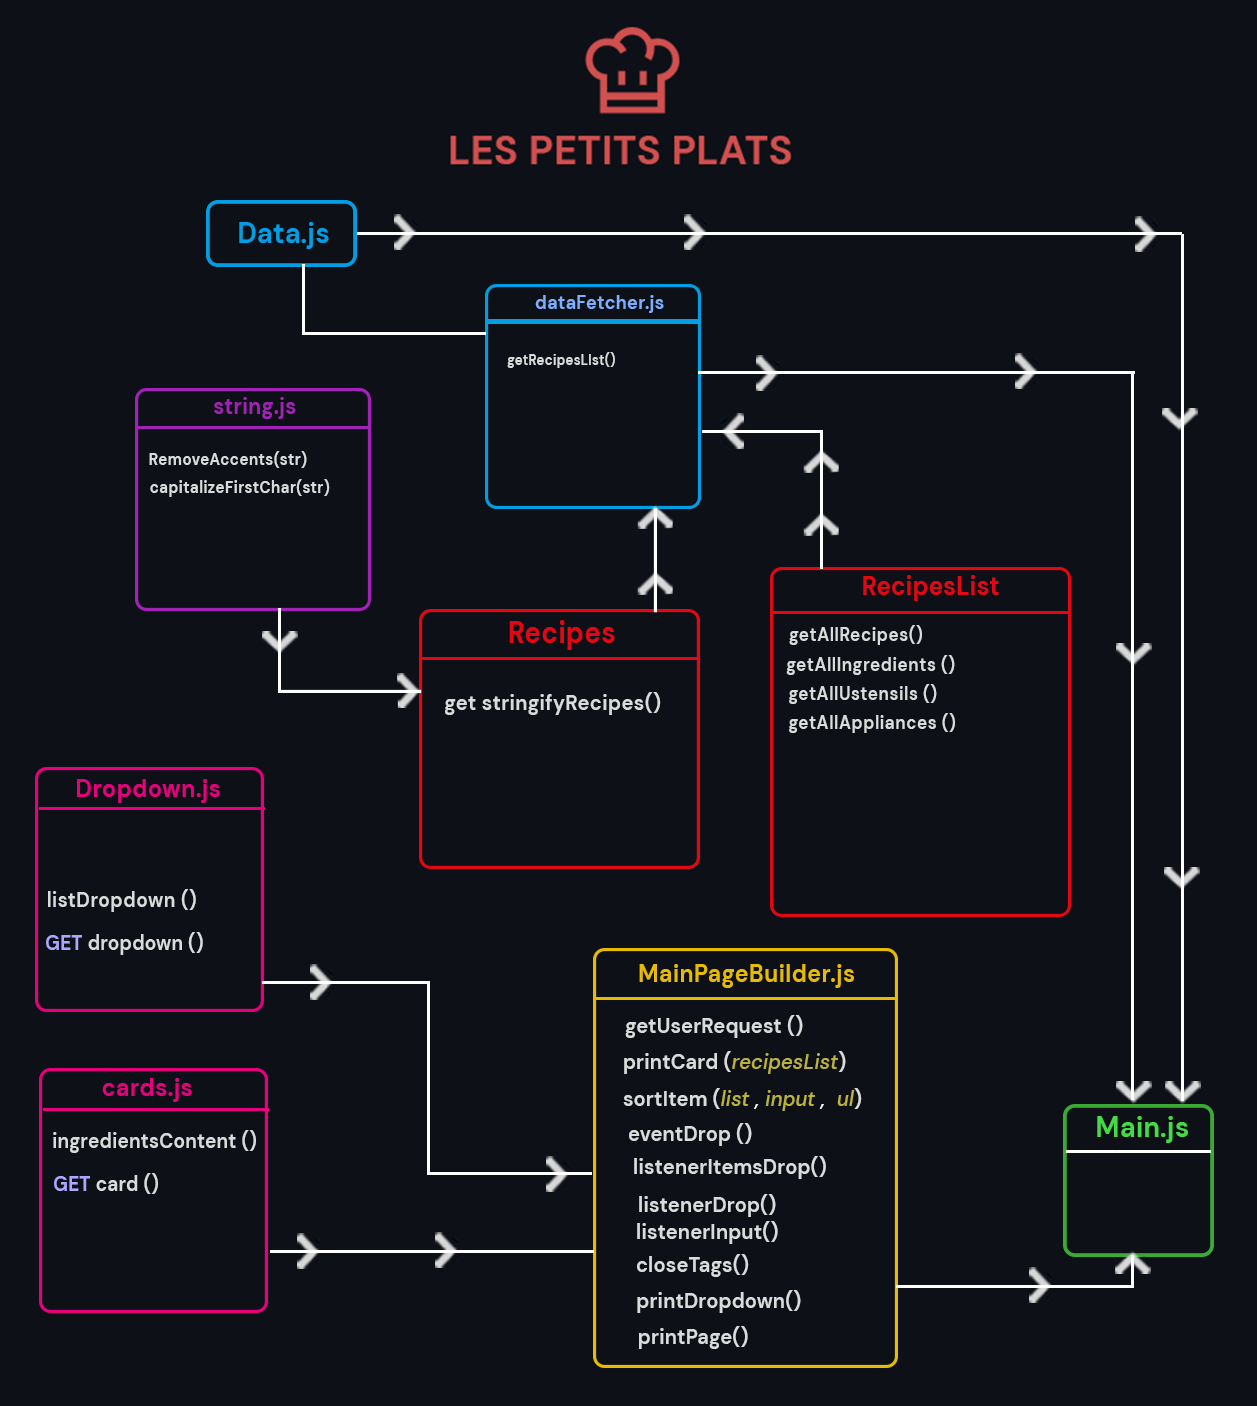 LES PETITS PLATS
Data.js
dataFetcher.js
getRecipesLIst()
string.js
RemoveAccents(str)
capitalizeFirstChar(str)
Recipes
get stringifyRecipes()
RecipesList
getAllRecipes()
getAllIngredients ()
getAllUstensils ()
getAllAppliances ()
Dropdown.js
listDropdown ()
GET dropdown ()
cards.js
ingredientsContent ()
GET card ()
MainPageBuilder.js
getUserRequest ()
printCard (recipesList)
sortItem (list , input , ul)
eventDrop ()
listenerItemsDrop()
listenerDrop()
listenerInput()
closeTags()
printDropdown()
printPage()
Main.js